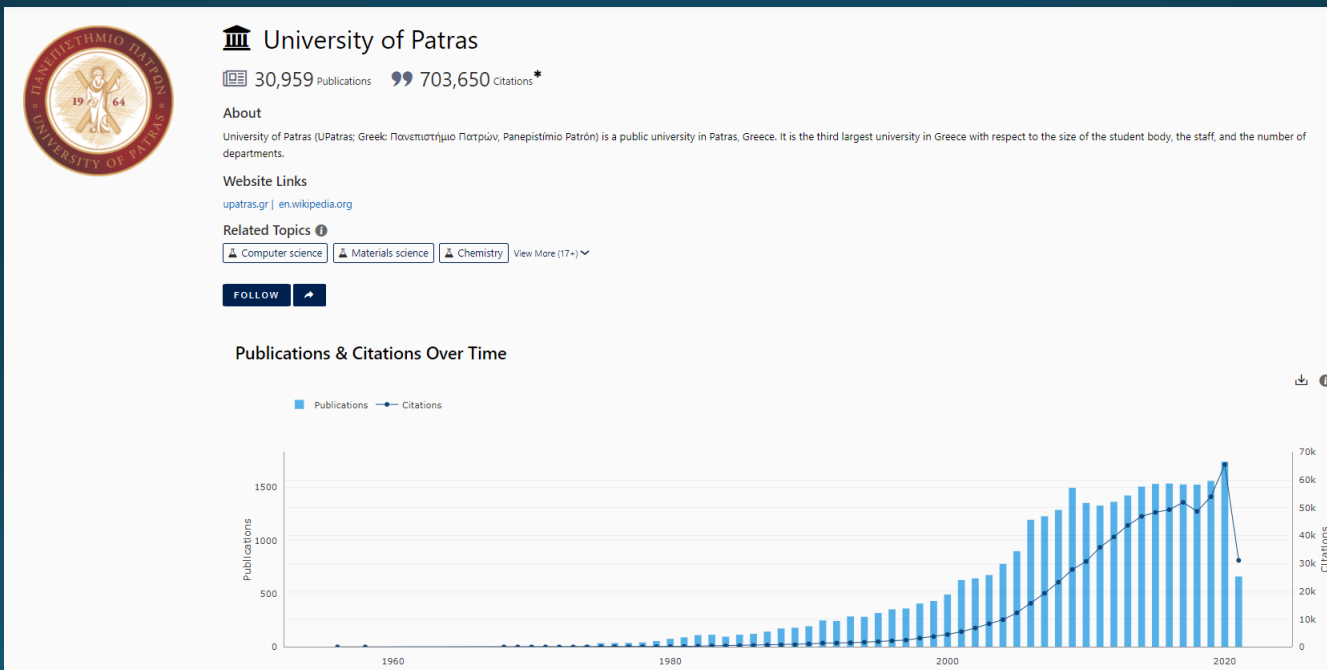 ΠΑΝΕΠΙΣΤΗΜΙΟ ΠΑΤΡΩΝ
19 64
UNIVERSITY OF PATRAS
University of Patras
30,959 Publications 703,650 Citations*
About
University of Patras (UPatras; Greek: Πανεπιστήμιο Πατρών, Panepistímio Patrón) is a public university in Patras, Greece. It is the third largest university in Greece with respect to the size of the student body, the staff, and the number of
departments.
Website Links
upatras.gr | en.wikipedia.org
Related Topics
Computer science Materials science Chemistry View More (17+)
FOLLOW
Publications & Citations Over Time
Publications Citations
70k
1500 60k
50k
1000 40k
30k
500 20k
10k
0 0
Publications
Citations
1960 1980 2000 2020